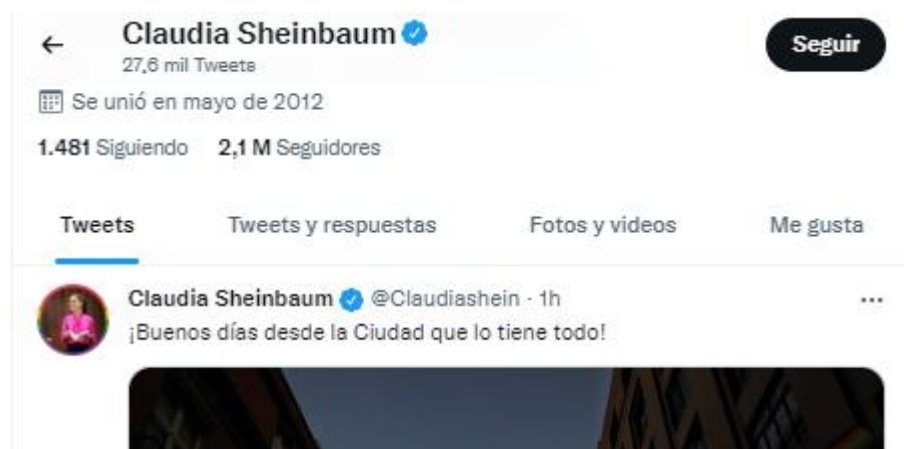 Claudia Sheinbaum
Seguir
27,6 mil Tweets
Se unió en mayo de 2012
1.481 Siguiendo 2,1 M Seguidores
Tweets Tweets y respuestas Fotos y videos Me gusta
Claudia Sheinbaum @Claudiashein · 1h
¡Buenos días desde la Ciudad que lo tiene todo!